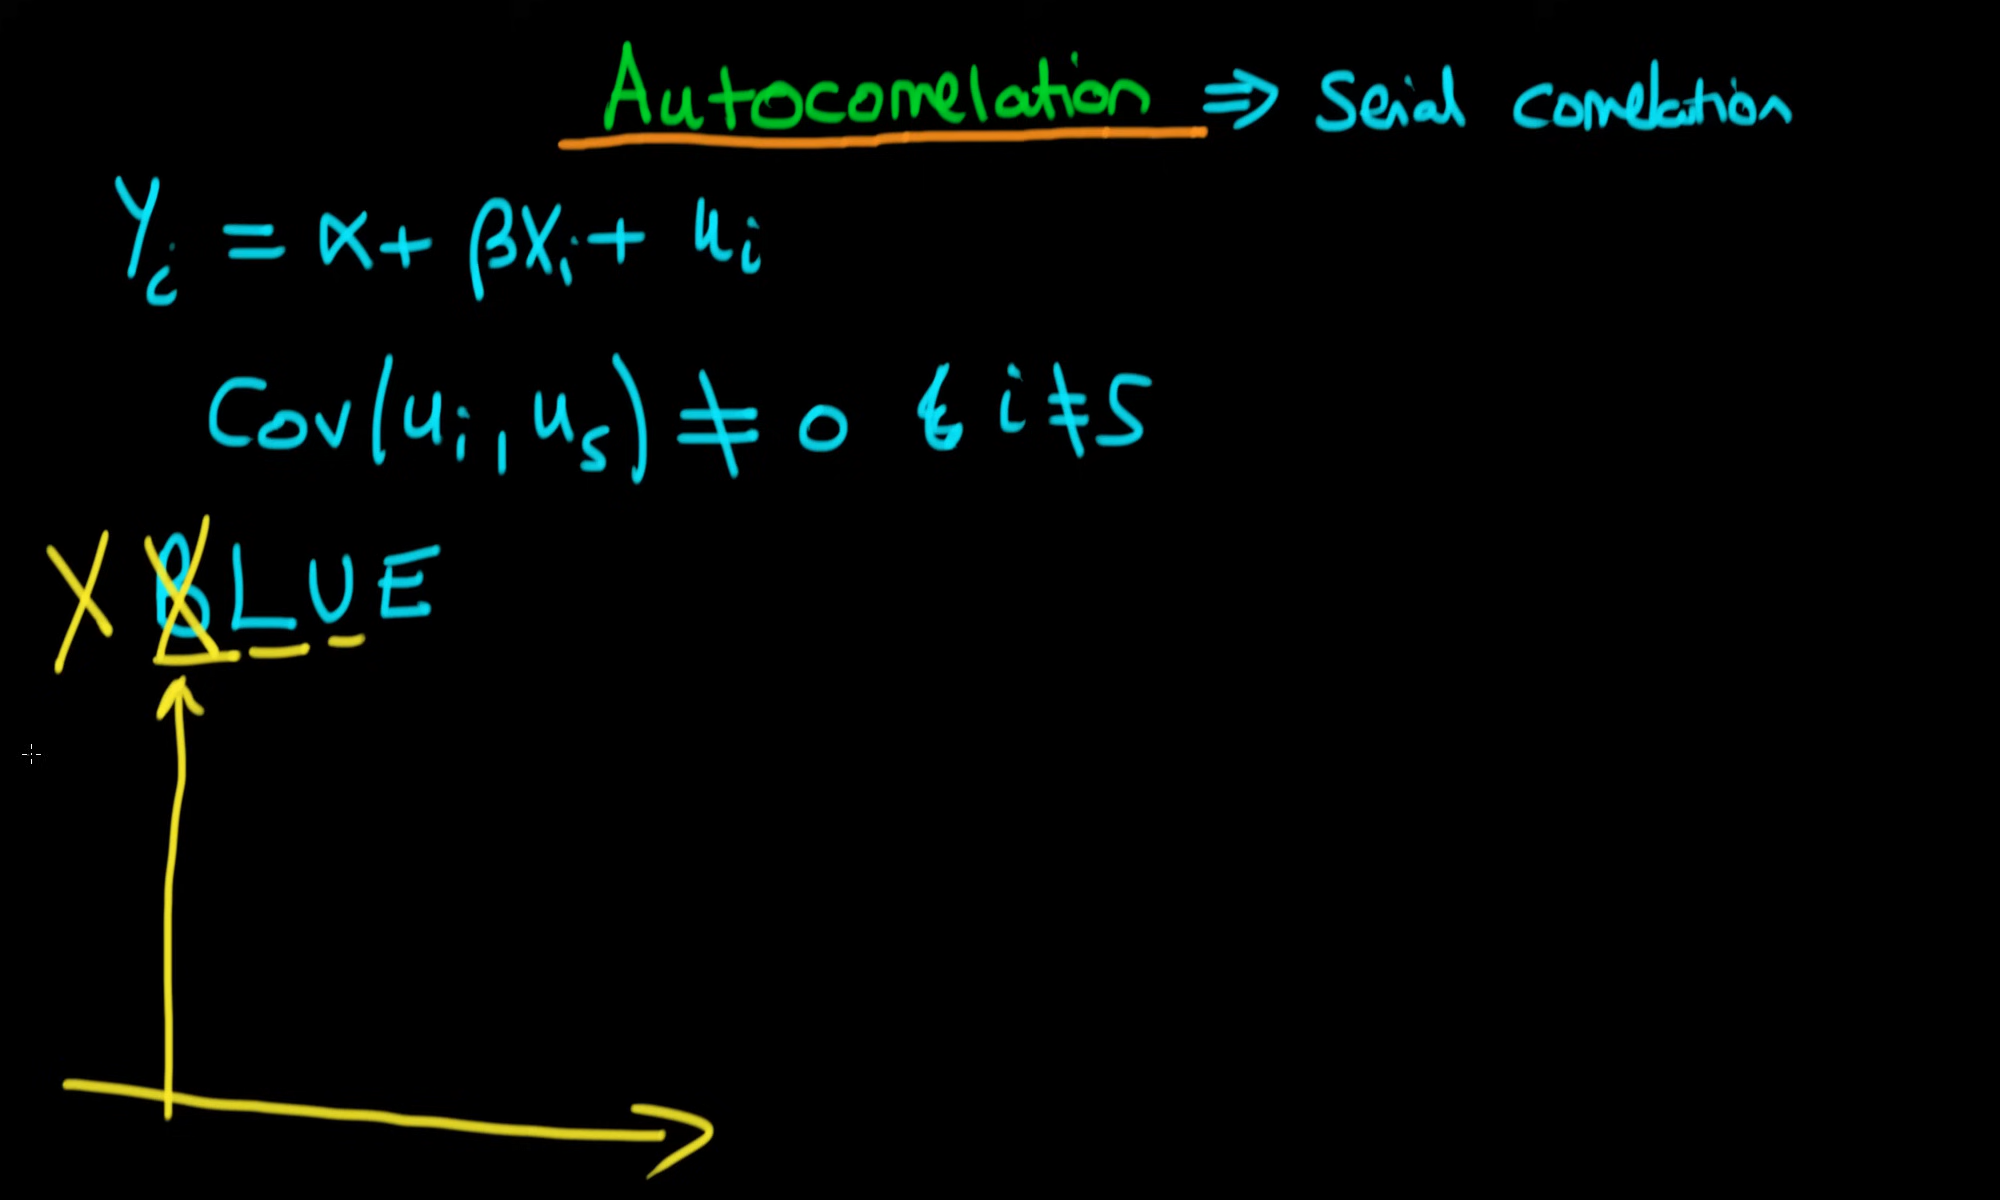 Autocorrelation ⇒ Serial correlation
Yi = α + βXi + ui
Cov(ui, us) ≠ 0 & i ≠ s
X BLUE